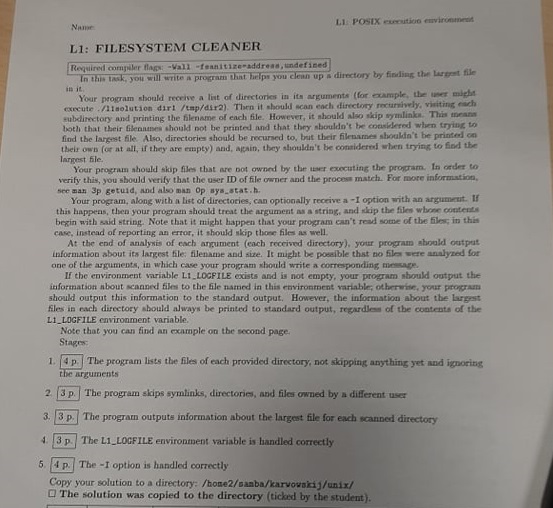 Name:
L1: POSIX execution environment
L1: FILESYSTEM CLEANER
Required compiler flags: -Wall -fsanitize=address,undefined
In this task, you will write a program that helps you clean up a directory by finding the largest file
in it.
Your program should receive a list of directories in its arguments (for example, the user might
execute ./l1solution dir1 /tmp/dir2). Then it should scan each directory recursively, visiting each
subdirectory and printing the filename of each file. However, it should also skip symlinks. This means
both that their filenames should not be printed and that they shouldn't be considered when trying to
find the largest file. Also, directories should be recursed to, but their filenames shouldn't be printed on
their own (or at all, if they are empty) and, again, they shouldn't be considered when trying to find the
largest file.
Your program should skip files that are not owned by the user executing the program. In order to
verify this, you should verify that the user ID of file owner and the process match. For more information,
see man 3p getuid, and also man 0p sys_stat.h.
Your program, along with a list of directories, can optionally receive a -I option with an argument. If
this happens, then your program should treat the argument as a string, and skip the files whose contents
begin with said string. Note that it might happen that your program can't read some of the files; in this
case, instead of reporting an error, it should skip those files as well.
At the end of analysis of each argument (each received directory), your program should output
information about its largest file: filename and size. It might be possible that no files were analyzed for
one of the arguments, in which case your program should write a corresponding message.
If the environment variable L1_LOGFILE exists and is not empty, your program should output the
information about scanned files to the file named in this environment variable; otherwise, your program
should output this information to the standard output. However, the information about the largest
files in each directory should always be printed to standard output, regardless of the contents of the
L1_LOGFILE environment variable.
Note that you can find an example on the second page.
Stages:
1. 4 p. The program lists the files of each provided directory, not skipping anything yet and ignoring
the arguments
2. 3 p. The program skips symlinks, directories, and files owned by a different user
3. 3 p. The program outputs information about the largest file for each scanned directory
4. 3 p. The L1_LOGFILE environment variable is handled correctly
5. 4 p. The -I option is handled correctly
Copy your solution to a directory: /home2/samba/karwowskij/unix/
☐ The solution was copied to the directory (ticked by the student).